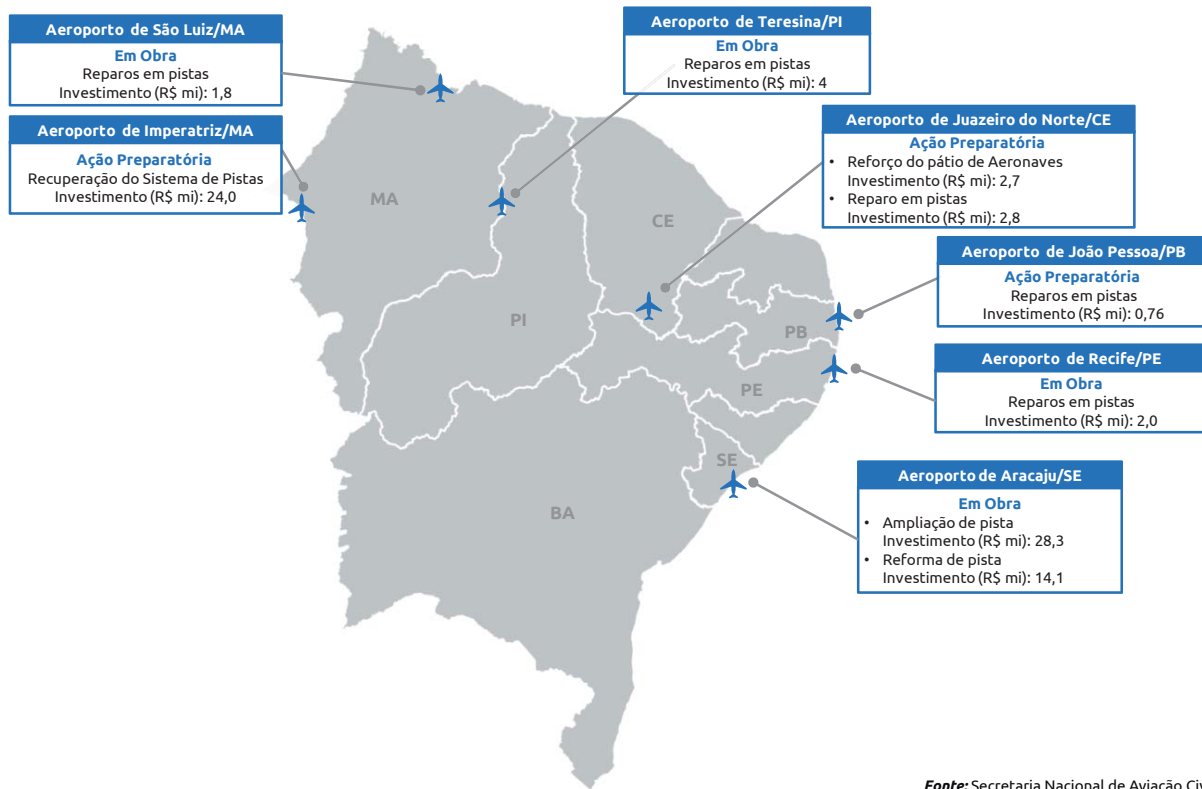 Aeroporto de São Luiz/MA
Em Obra
Reparos em pistas
Investimento (R$ mi): 1,8
Aeroporto de Teresina/PI
Em Obra
Reparos em pistas
Investimento (R$ mi): 4
Aeroporto de Imperatriz/MA
Ação Preparatória
Recuperação do Sistema de Pistas
Investimento (R$ mi): 24,0
Aeroporto de Juazeiro do Norte/CE
Ação Preparatória
• Reforço do pátio de Aeronaves
Investimento (R$ mi): 2,7
• Reparo em pistas
Investimento (R$ mi): 2,8
Aeroporto de João Pessoa/PB
Ação Preparatória
Reparos em pistas
Investimento (R$ mi): 0,76
Aeroporto de Recife/PE
Em Obra
Reparos em pistas
Investimento (R$ mi): 2,0
Aeroporto de Aracaju/SE
Em Obra
• Ampliação de pista
Investimento (R$ mi): 28,3
• Reforma de pista
Investimento (R$ mi): 14,1
MA
CE
PI
PB
PE
SE
BA
Fonte: Secretaria Nacional de Aviação Civ